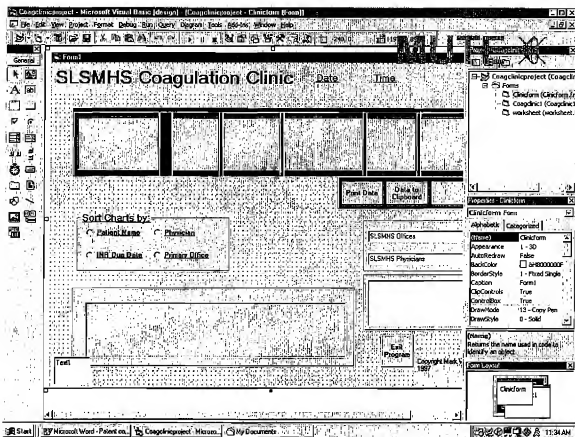 Coagclinicproject - Microsoft Visual Basic [design] - [Coagclinicproject - Clinicform (Form)]
File Edit View Project Format Debug Run Query Diagram Tools Add-Ins Window Help
General
Form1
SLSMHS Coagulation Clinic Date Time
Print Data
Data to Clipboard
Sort Charts by:
Patient Name
Physician
INR Due Date
Primary Office
SLSMHS Offices
SLSMHS Physicians
Text1
Exit Program
Copyright Mark
1997
Coagclinicproject (Coagclinic
Forms
Clinicform (Clinicform.fr
Coagclinic1 (Coagclinic1
worksheet (worksheet.
Properties - Clinicform
Clinicform Form
Alphabetic Categorized
(Name) Clinicform
Appearance 1 - 3D
AutoRedraw False
BackColor &H8000000F
BorderStyle 1 - Fixed Single
Caption Form1
ClipControls True
ControlBox True
DrawMode 13 - Copy Pen
DrawStyle 0 - Solid
(Name)
Returns the name used in code to
identify an object.
Form Layout
Clinicform
Start
Microsoft Word - Patent co...
Coagclinicproject - Micros...
My Documents
11:34 AM